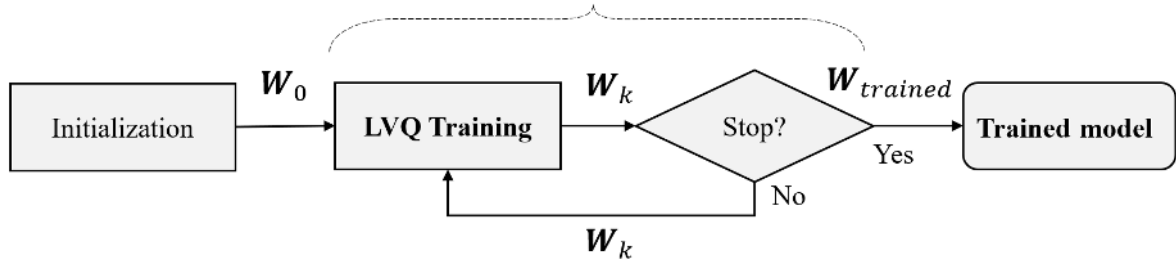 Initialization
W0
LVQ Training
Wk
Stop?
Wtrained
Yes
Trained model
No
Wk